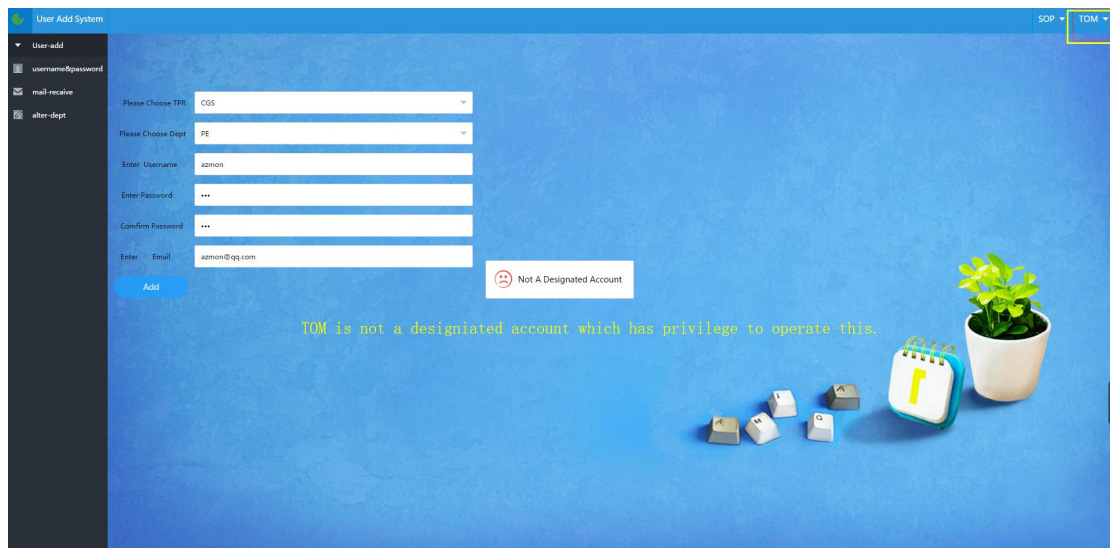 User Add System
SOP
TOM
User-add
username&password
mail-recaive
alter-dept
Please Choose TPR
CGS
Please Choose Dept
PE
Enter Username
azmon
Enter Password
•••
Comfirm Password
•••
Enter Email
azmon@qq.com
Add
Not A Designated Account
TOM is not a designiated account which has privilege to operate this.
1
I
A
A
M
G